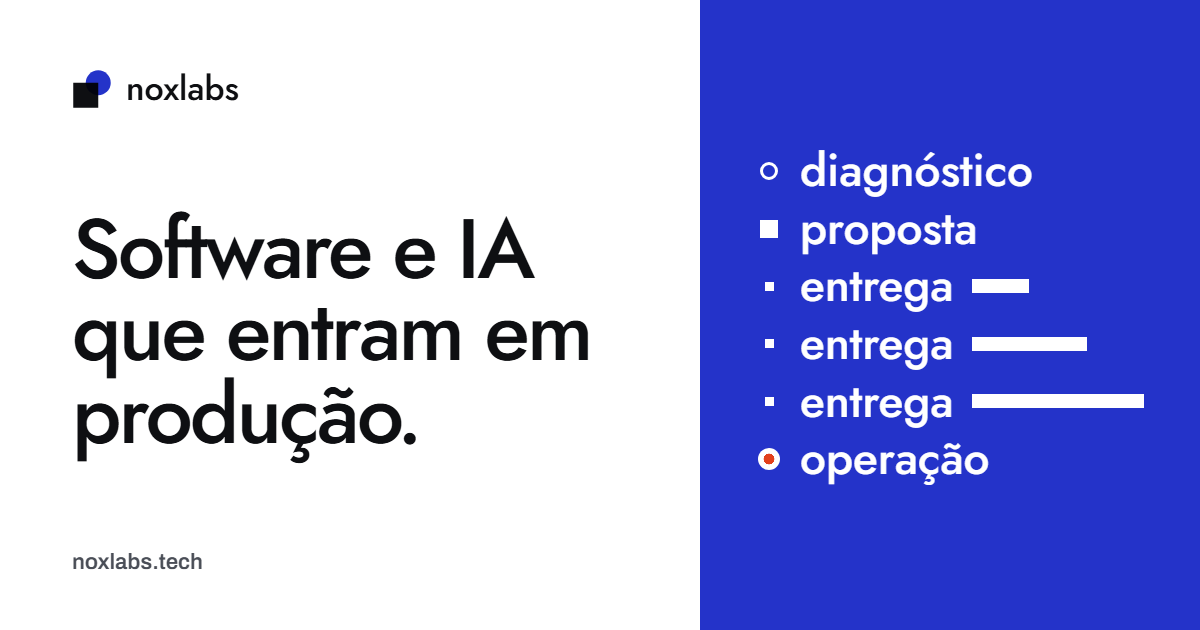 noxlabs
Software e IA
que entram em
produção.
noxlabs.tech
diagnóstico
proposta
entrega
entrega
entrega
operação